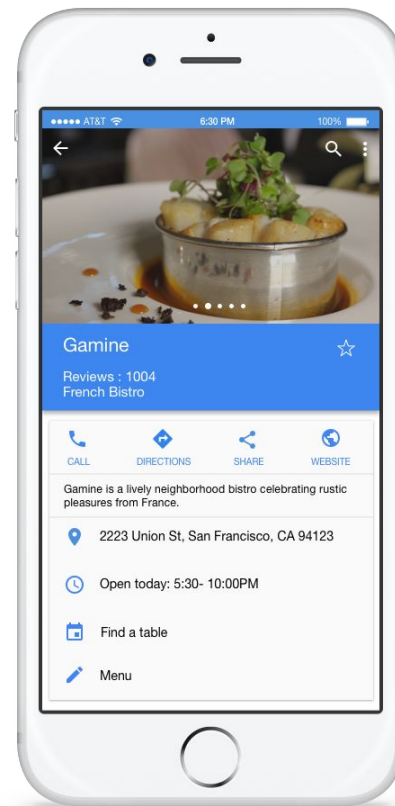 AT&T 6:30 PM 100%
Gamine
Reviews : 1004
French Bistro
CALL DIRECTIONS SHARE WEBSITE
Gamine is a lively neighborhood bistro celebrating rustic
pleasures from France.
2223 Union St, San Francisco, CA 94123
Open today: 5:30- 10:00PM
Find a table
Menu